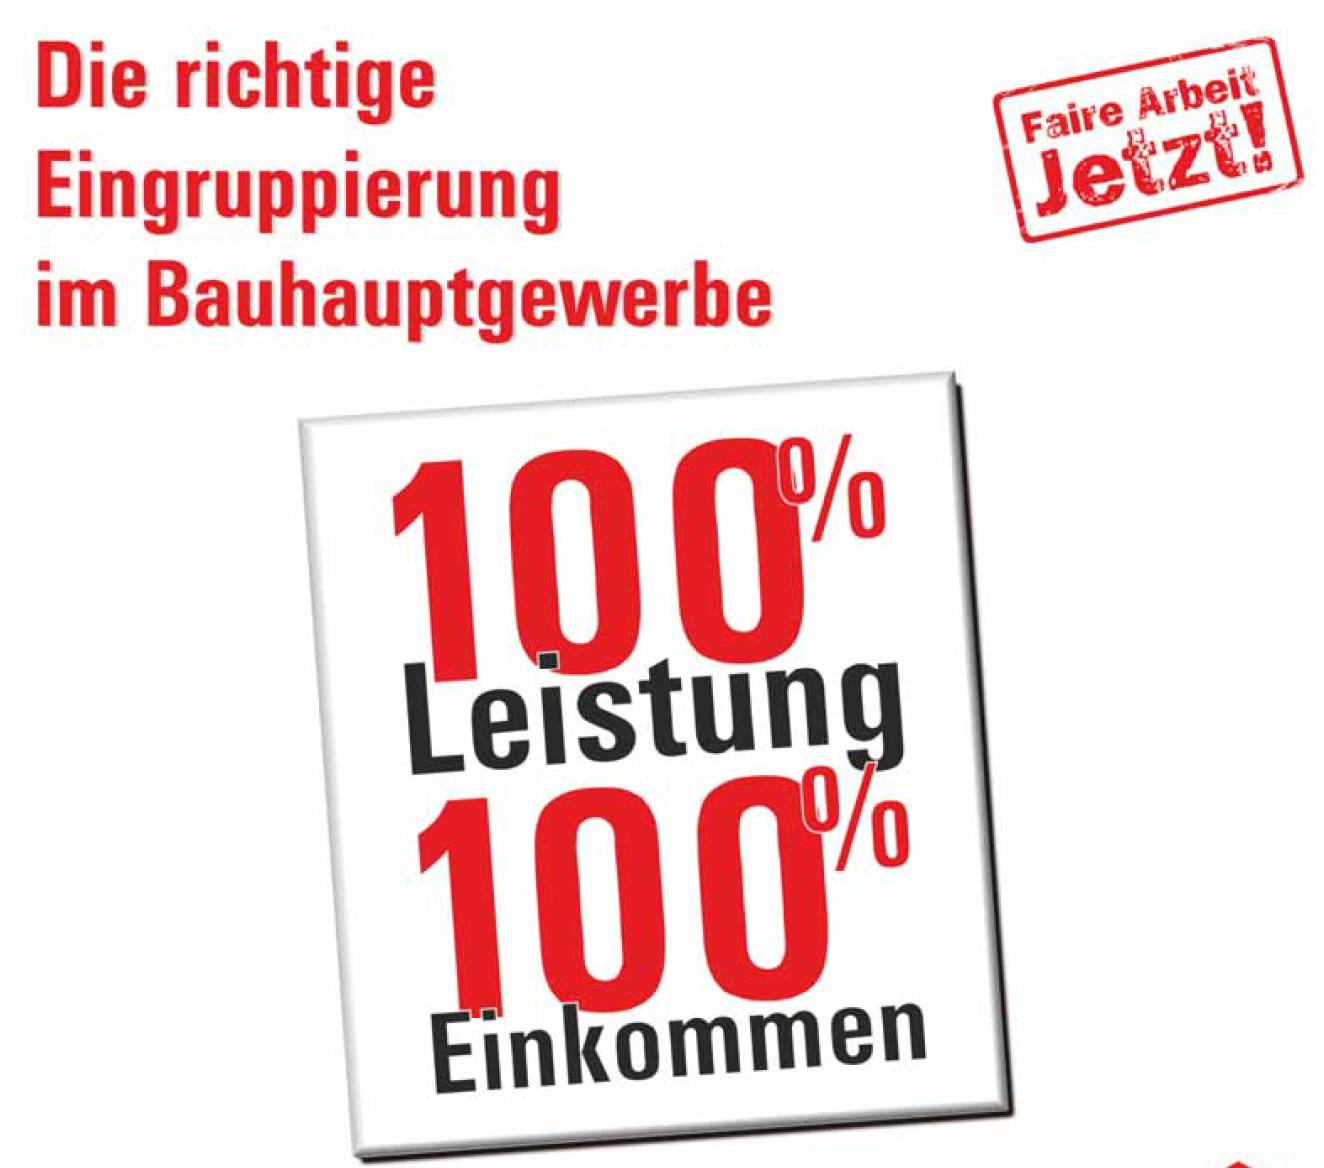 Die richtige
Eingruppierung
im Bauhauptgewerbe
Faire Arbeit
Jetzt!
100%
Leistung
100%
Einkommen